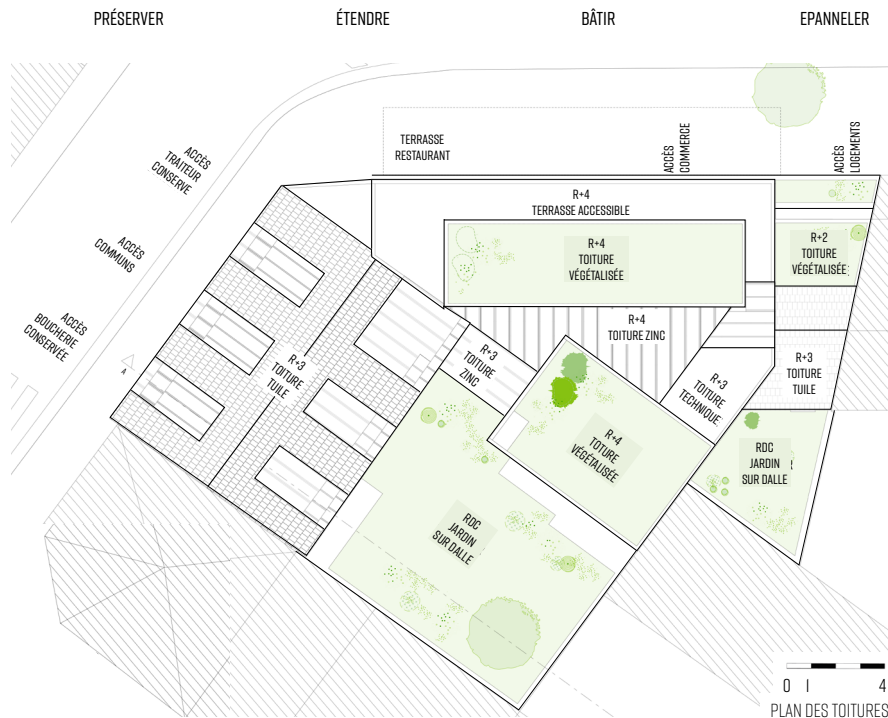 PRÉSERVER
ÉTENDRE
BÂTIR
EPANNELER
TERRASSE
RESTAURANT
ACCÈS
COMMERCE
ACCÈS
LOGEMENTS
ACCÈS
TRAITEUR
CONSERVE
ACCÈS
COMMUNS
ACCÈS
BOUCHERIE
CONSERVÉE
A
R+4
TERRASSE ACCESSIBLE
R+4
TOITURE
VÉGÉTALISÉE
R+2
TOITURE
VÉGÉTALISÉE
R+4
TOITURE ZINC
R+3
TOITURE
ZINC
R+3
TOITURE
TUILE
R+3
TOITURE
TECHNIQUE
R+3
TOITURE
TUILE
R+4
TOTURE
VÉGÉTALISÉE
RDC
JARDIN
SUR DALLE
RDC
JARDIN
SUR DALLE
0 1 4
PLAN DES TOITURES